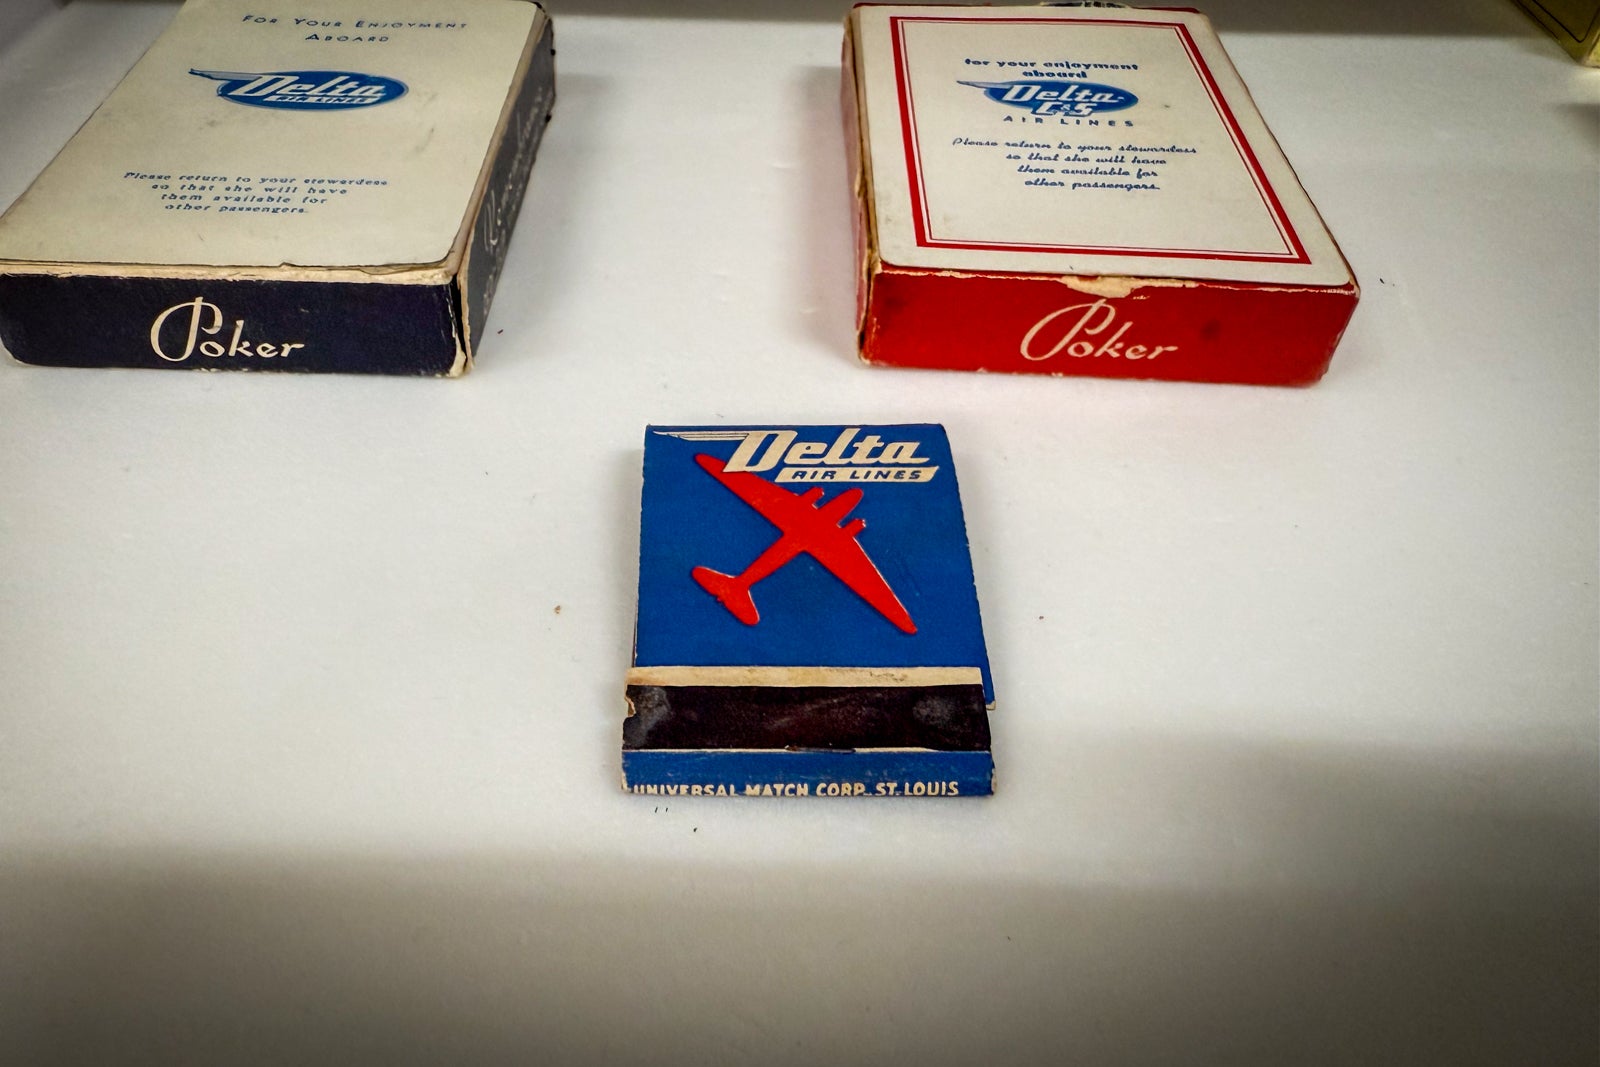 FOR YOUR ENJOYMENT
ABOARD
Delta
AIR LINES
Please return to your stewardess
so that she will have
them available for
other passengers.
Poker
for your enjoyment
aboard
Delta
C&S
AIR LINES
Please return to your stewardess
so that she will have
them available for
other passengers.
Poker
Delta
AIR LINES
UNIVERSAL MATCH CORP. ST. LOUIS